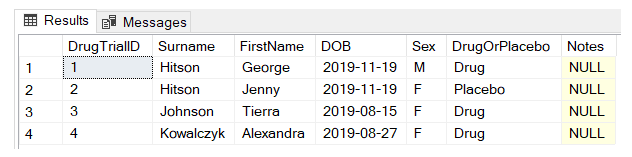 Results Messages
DrugTrialID Surname FirstName DOB Sex DrugOrPlacebo Notes
1 1 Hitson George 2019-11-19 M Drug NULL
2 2 Hitson Jenny 2019-11-19 F Placebo NULL
3 3 Johnson Tierra 2019-08-15 F Drug NULL
4 4 Kowalczyk Alexandra 2019-08-27 F Drug NULL